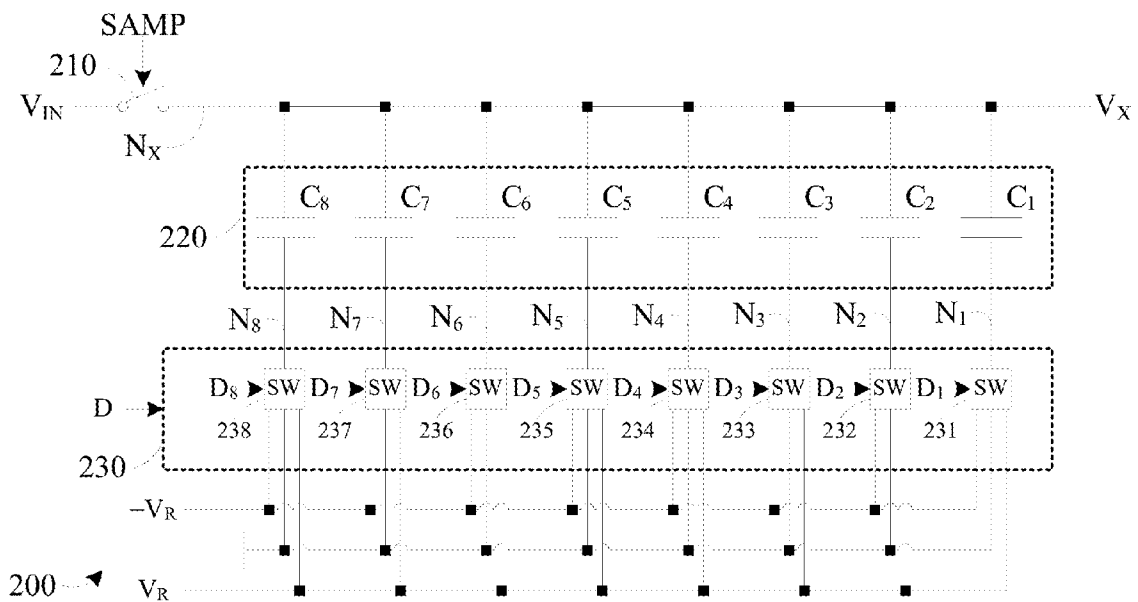 SAMP
210
V_IN
V_X
N_X
C_8 C_7 C_6 C_5 C_4 C_3 C_2 C_1
220
N_8 N_7 N_6 N_5 N_4 N_3 N_2 N_1
D_8 SW D_7 SW D_6 SW D_5 SW D_4 SW D_3 SW D_2 SW D_1 SW
D
238 237 236 235 234 233 232 231
230
–V_R
200
V_R